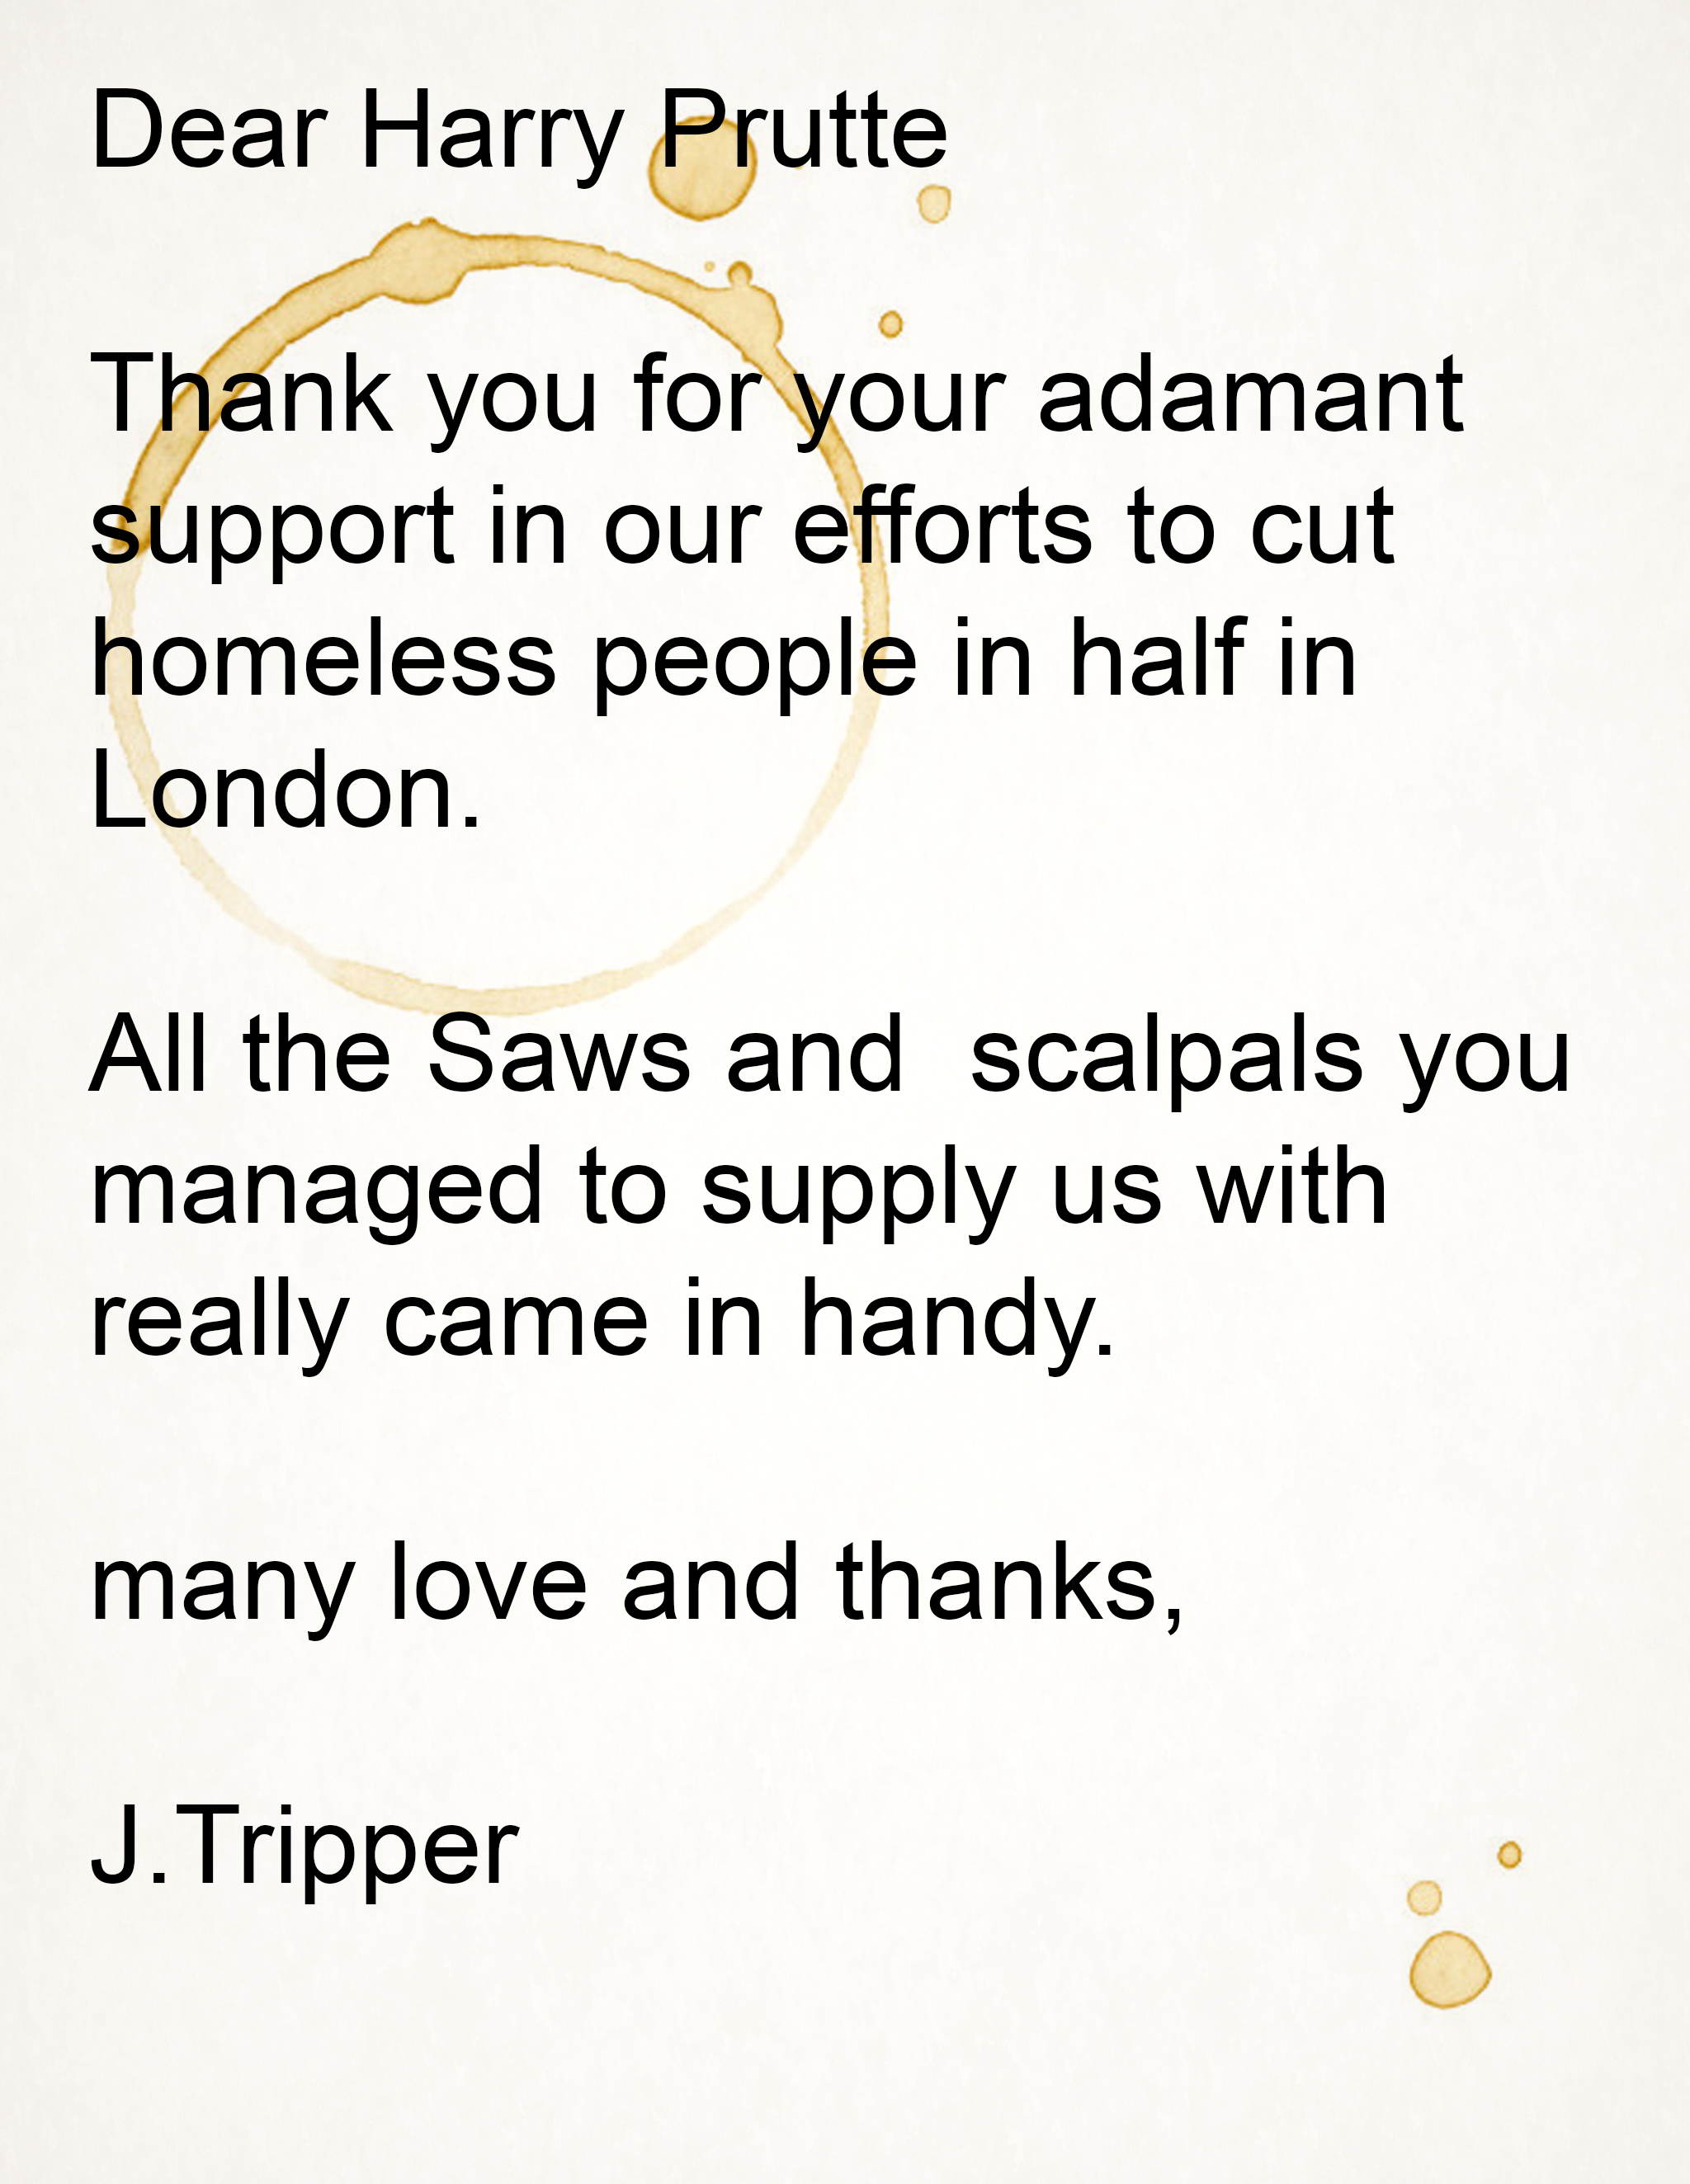 Dear Harry Prutte
Thank you for your adamant
support in our efforts to cut
homeless people in half in
London.
All the Saws and  scalpals you
managed to supply us with
really came in handy.
many love and thanks,
J.Tripper